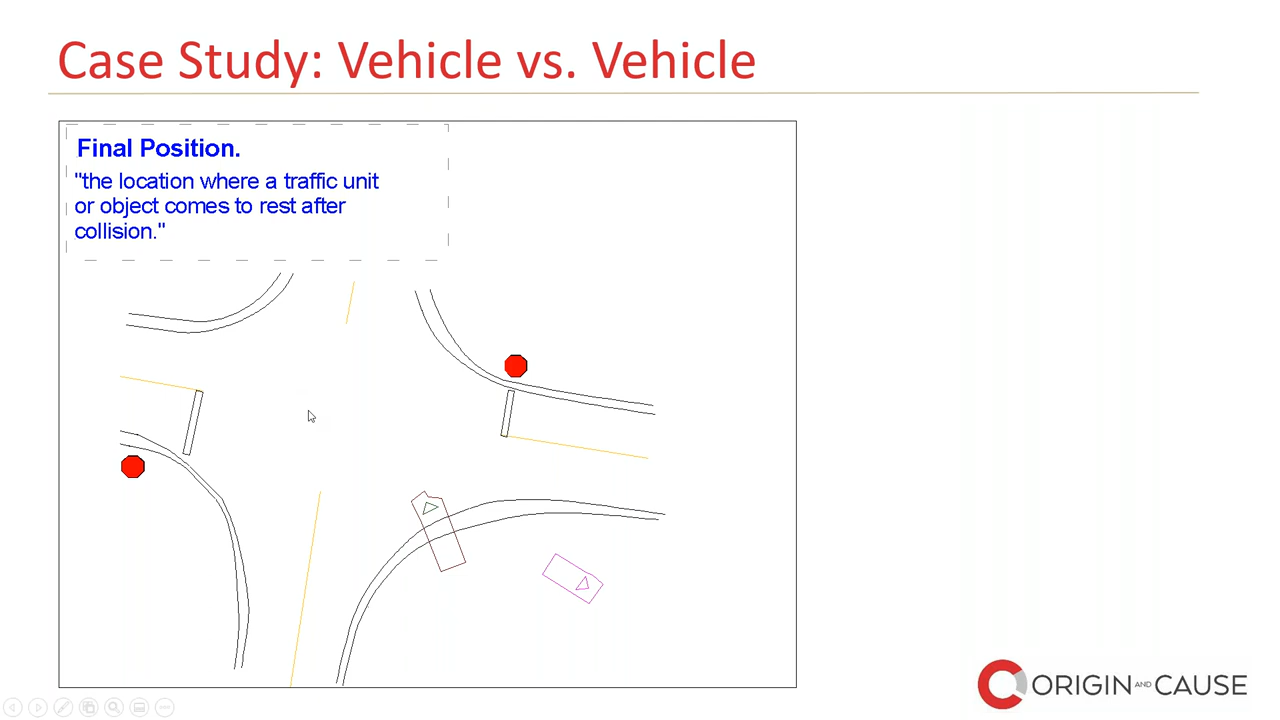 Case Study: Vehicle vs. Vehicle
Final Position.
"the location where a traffic unit
or object comes to rest after
collision."
ORIGIN AND CAUSE